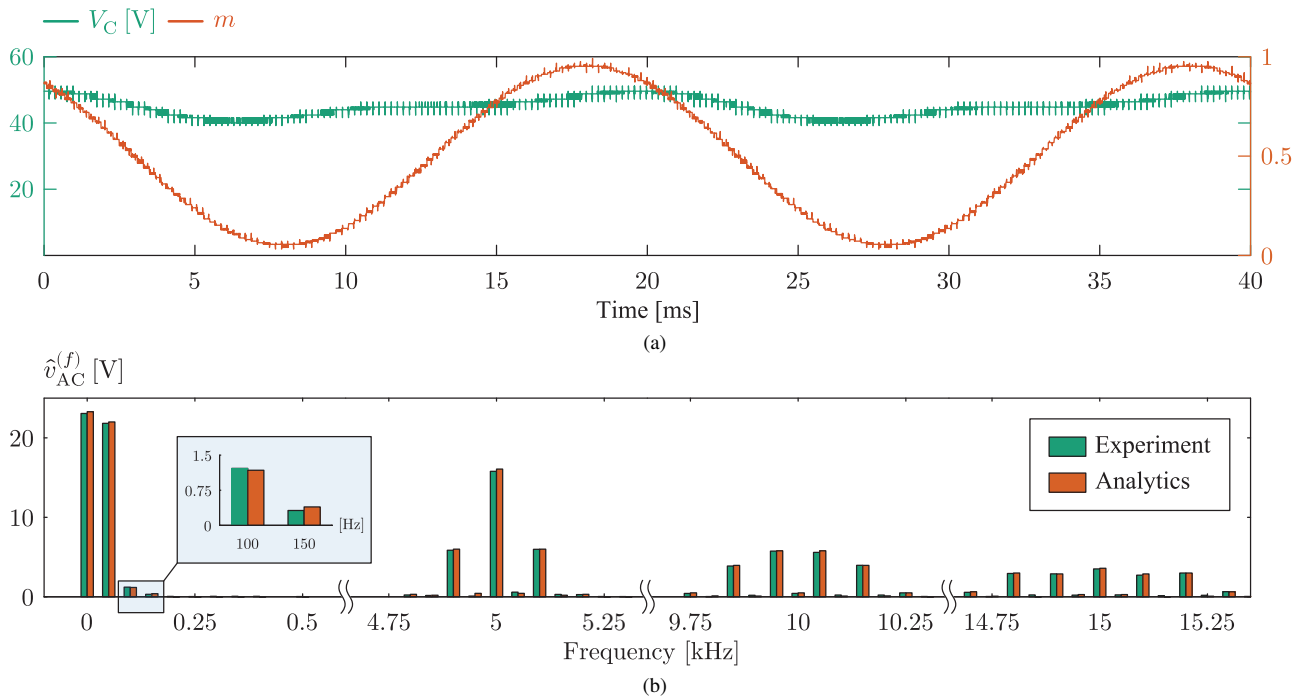 V_C [V] m
60 1
40
0.5
20
0
0 5 10 15 20 25 30 35 40
Time [ms]
(a)
v̂_AC^(f) [V]
20
10
0
1.5
0.75
0
100 150
[Hz]
Experiment
Analytics
0 0.25 0.5 4.75 5 5.25 9.75 10 10.25 14.75 15 15.25
Frequency [kHz]
(b)